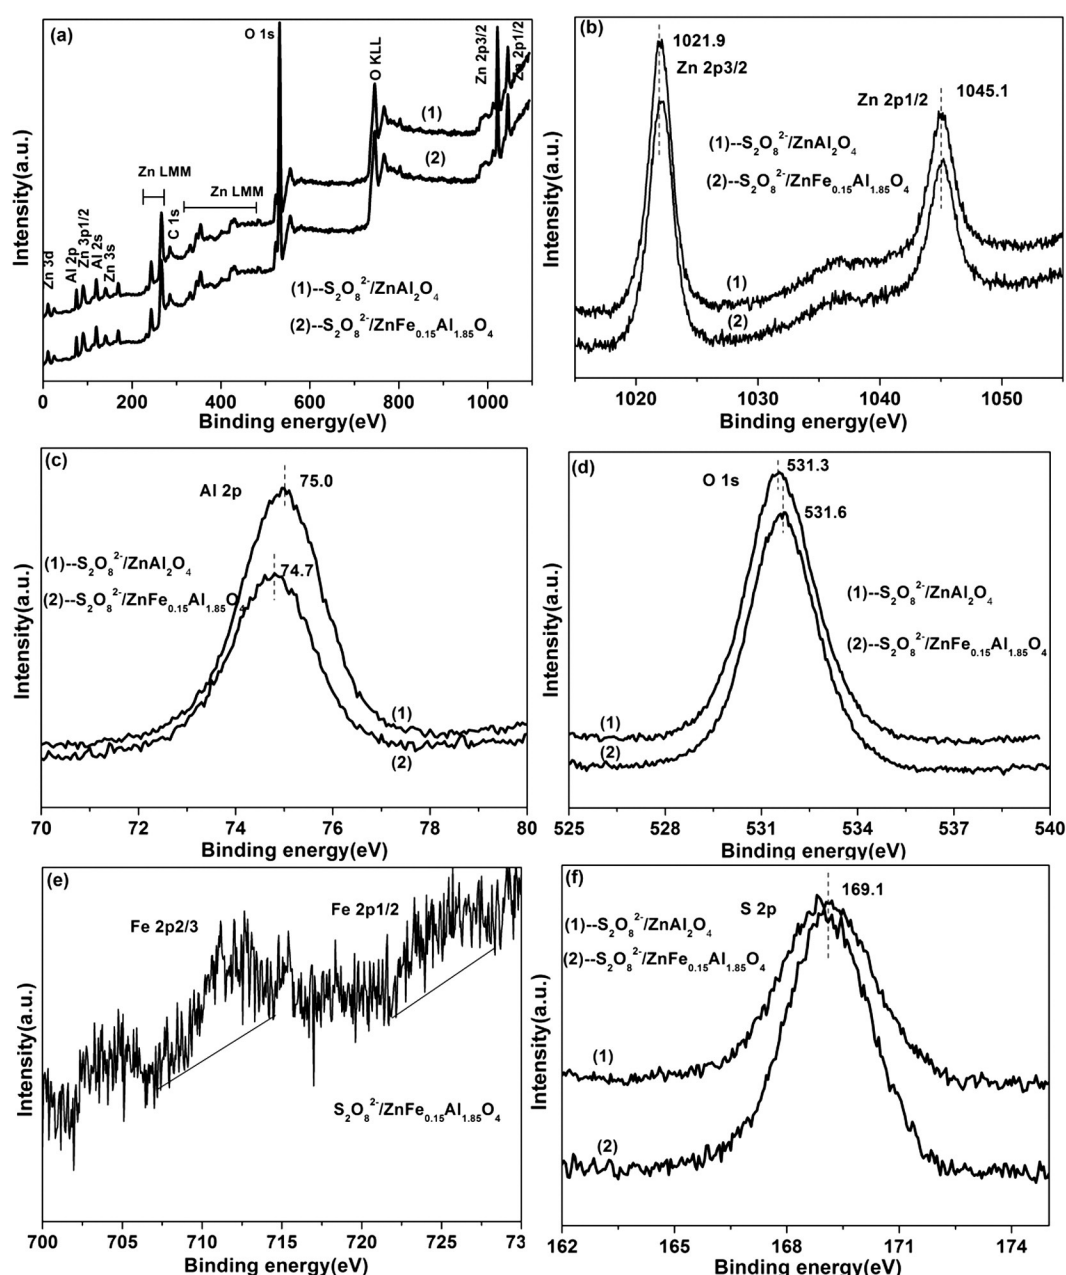 (a)
O 1s
O KLL
Zn 2p3/2
Zn 2p1/2
(1)
(2)
Zn LMM
Zn LMM
C 1s
Zn 3d
Al 2p
Zn 3p1/2
Al 2s
Zn 3s
(1)--S₂O₈²⁻/ZnAl₂O₄
(2)--S₂O₈²⁻/ZnFe₀.₁₅Al₁.₈₅O₄
Intensity(a.u.)
0 200 400 600 800 1000
Binding energy(eV)
(b)
1021.9
Zn 2p3/2
Zn 2p1/2
1045.1
(1)--S₂O₈²⁻/ZnAl₂O₄
(2)--S₂O₈²⁻/ZnFe₀.₁₅Al₁.₈₅O₄
(1)
(2)
Intensity(a.u.)
1020 1030 1040 1050
Binding energy(eV)
(c)
Al 2p
75.0
74.7
(1)--S₂O₈²⁻/ZnAl₂O₄
(2)--S₂O₈²⁻/ZnFe₀.₁₅Al₁.₈₅O₄
(1)
(2)
Intensity(a.u.)
70 72 74 76 78 80
Binding energy(eV)
(d)
O 1s
531.3
531.6
(1)--S₂O₈²⁻/ZnAl₂O₄
(2)--S₂O₈²⁻/ZnFe₀.₁₅Al₁.₈₅O₄
(1)
(2)
Intensity(a.u.)
525 528 531 534 537 540
Binding energy(eV)
(e)
Fe 2p2/3
Fe 2p1/2
S₂O₈²⁻/ZnFe₀.₁₅Al₁.₈₅O₄
Intensity(a.u.)
700 705 710 715 720 725 73
Binding energy(eV)
(f)
S 2p
169.1
(1)--S₂O₈²⁻/ZnAl₂O₄
(2)--S₂O₈²⁻/ZnFe₀.₁₅Al₁.₈₅O₄
(1)
(2)
Intensity(a.u.)
162 165 168 171 174
Binding energy(eV)